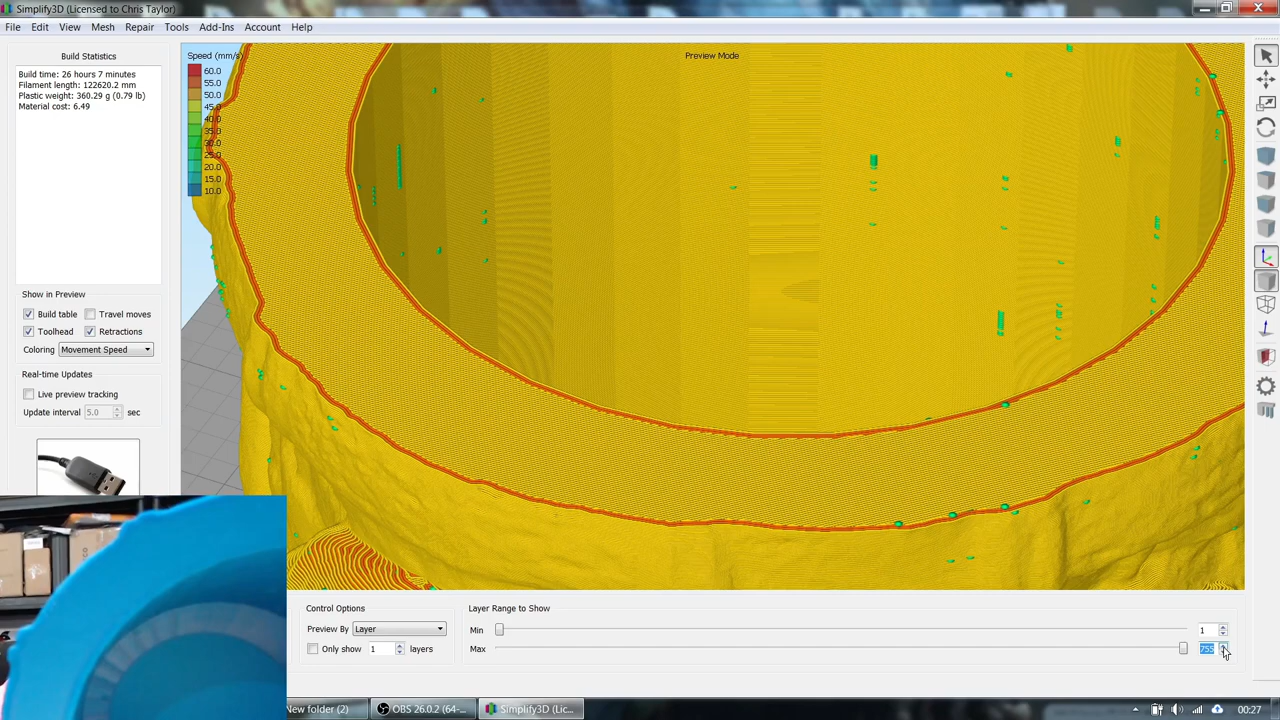 Simplify3D (Licensed to Chris Taylor)
File Edit View Mesh Repair Tools Add-Ins Account Help
Build Statistics
Build time: 26 hours 7 minutes
Filament length: 122620.2 mm
Plastic weight: 360.29 g (0.79 lb)
Material cost: 6.49
Speed (mm/s)
60.0
55.0
50.0
45.0
40.0
35.0
30.0
25.0
20.0
15.0
10.0
Preview Mode
Show in Preview
Build table Travel moves
Toolhead Retractions
Coloring Movement Speed
Real-time Updates
Live preview tracking
Update interval 5.0 sec
Control Options
Preview By Layer
Only show 1 layers
Layer Range to Show
Min 1
Max 755
New folder (2) OBS 26.0.2 (64-... Simplify3D (Lic... 00:27